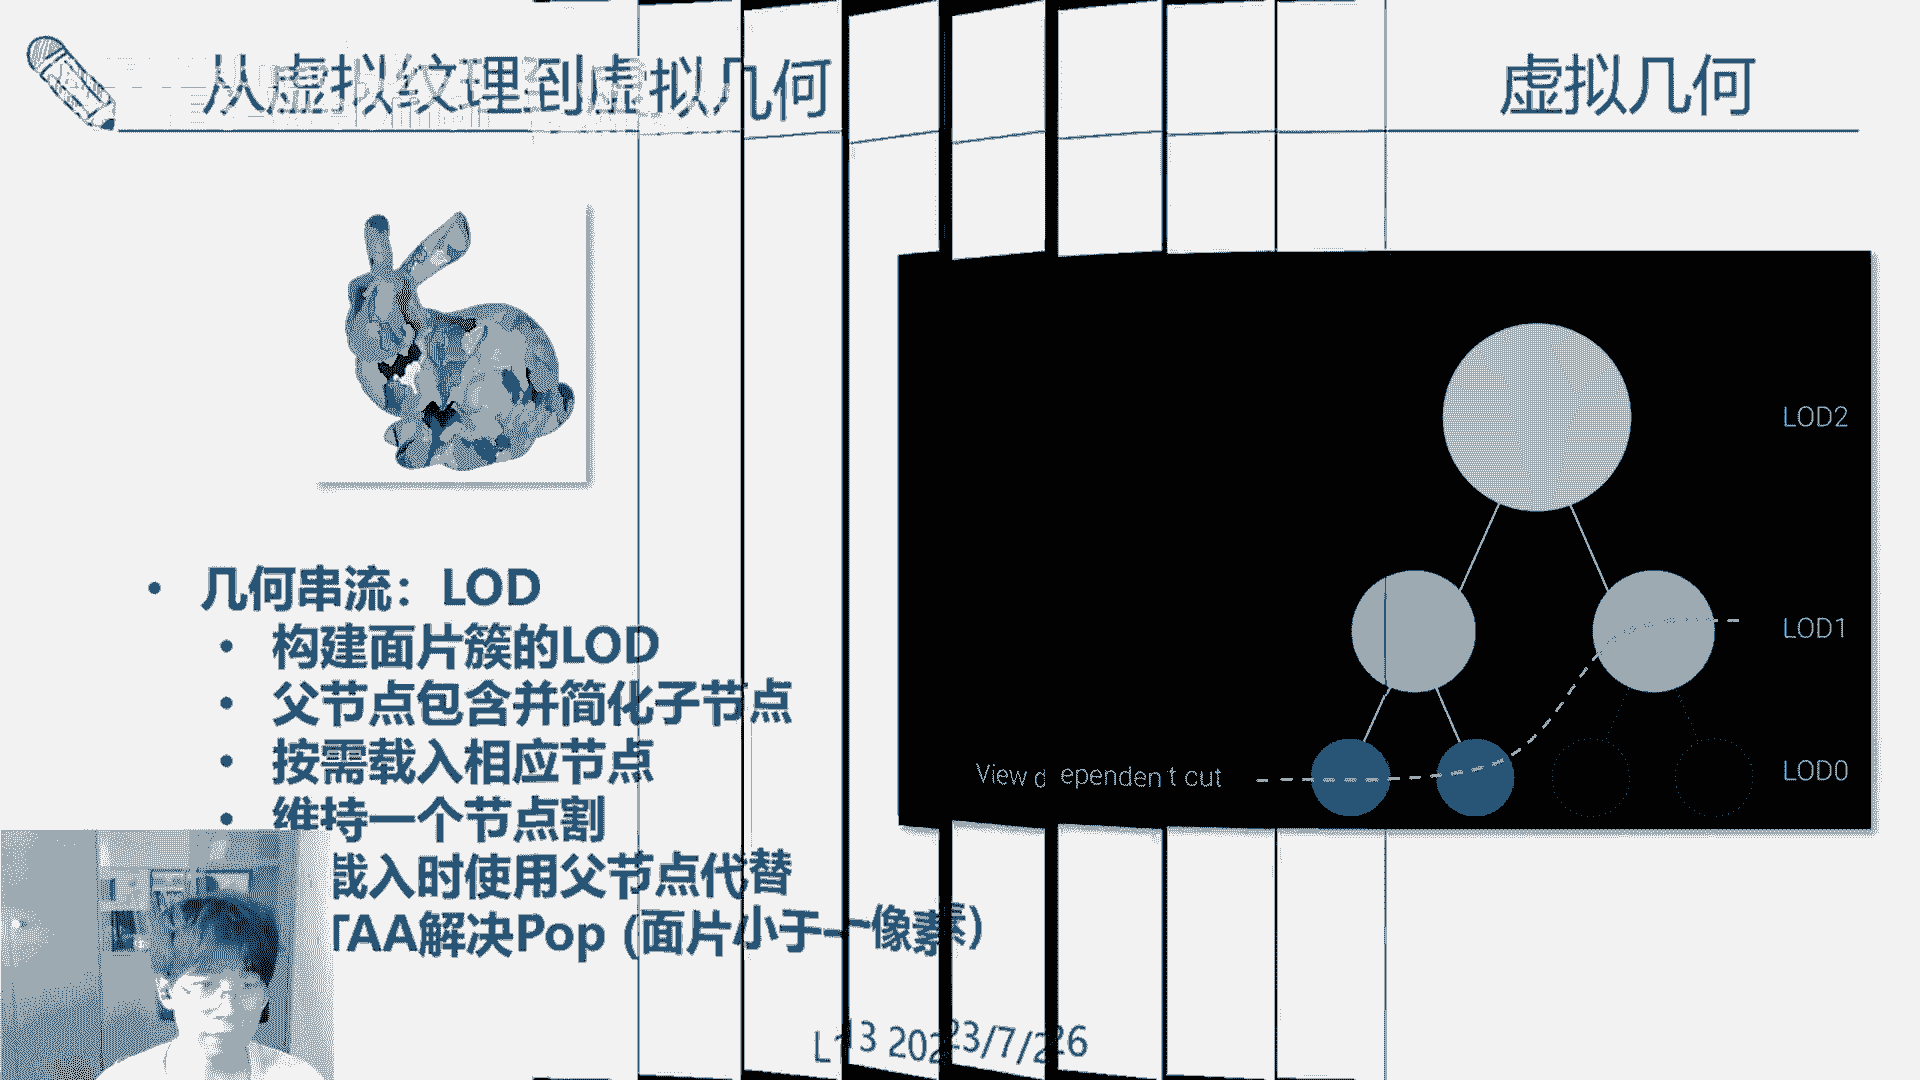 从虚拟纹理到虚拟几何
虚拟几何
几何串流：LOD
构建面片簇的LOD
父节点包含并简化子节点
按需载入相应节点
维持一个节点割
载入时使用父节点代替
TAA解决Pop (面片小于一像素)
LOD2
LOD1
LOD0
View dependent cut
L13 2023/7/26